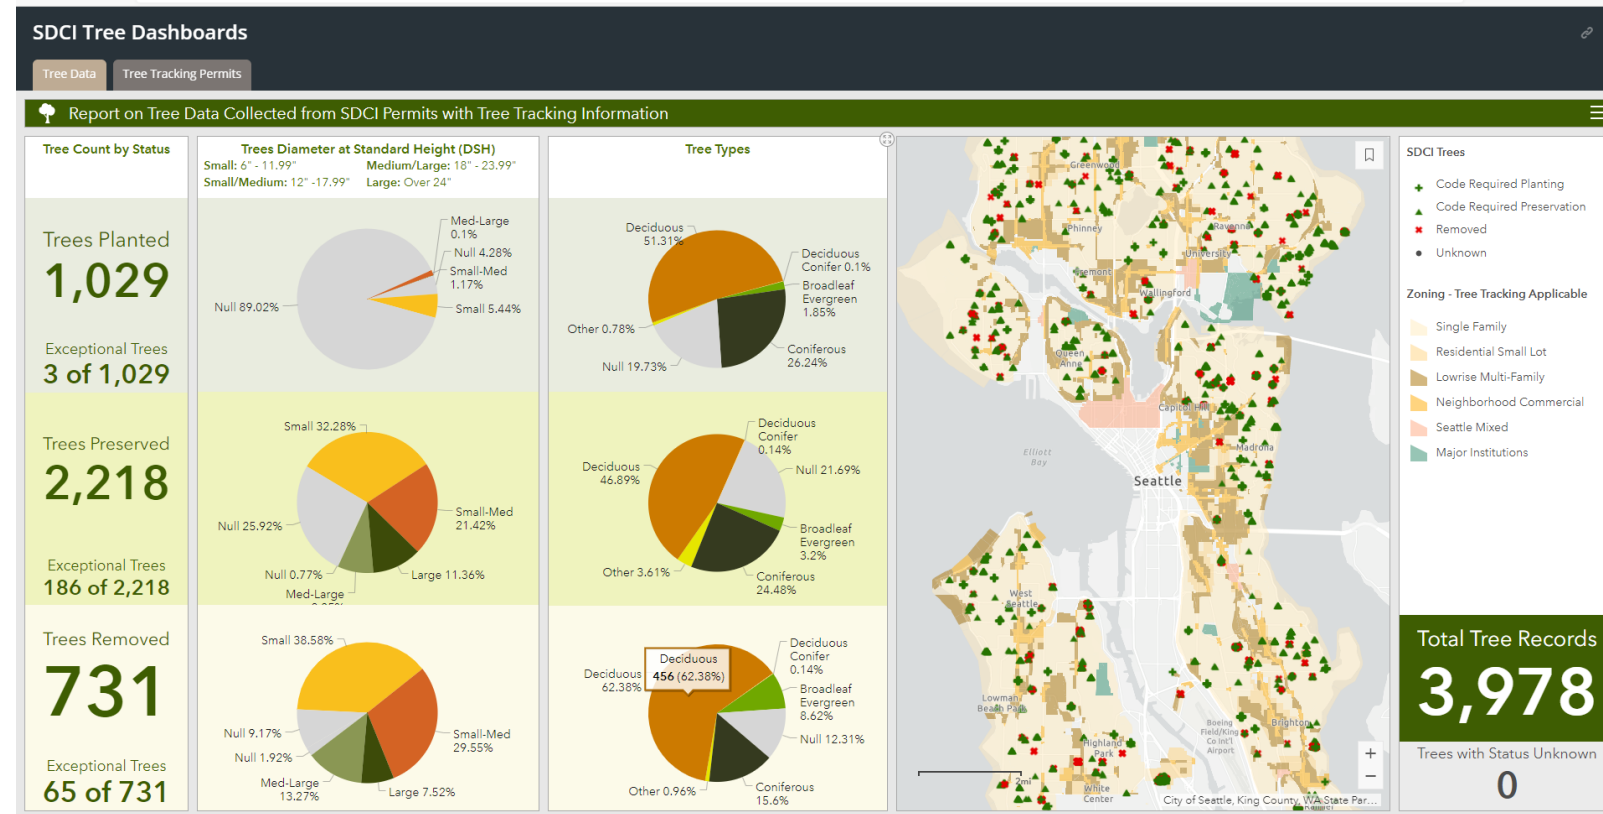 SDCI Tree Dashboards
Tree Data
Tree Tracking Permits
Report on Tree Data Collected from SDCI Permits with Tree Tracking Information
Tree Count by Status
Trees Planted
1,029
Exceptional Trees
3 of 1,029
Trees Preserved
2,218
Exceptional Trees
186 of 2,218
Trees Removed
731
Exceptional Trees
65 of 731
Trees Diameter at Standard Height (DSH)
Small: 6" - 11.99"
Medium/Large: 18" - 23.99"
Small/Medium: 12" -17.99"
Large: Over 24"
Med-Large
0.1%
Null 4.28%
Small-Med
1.17%
Small 5.44%
Null 89.02%
Small 32.28%
Small-Med
21.42%
Large 11.36%
Med-Large
Null 0.77%
Null 25.92%
Small 38.58%
Small-Med
29.55%
Large 7.52%
Med-Large
13.27%
Null 1.92%
Null 9.17%
Tree Types
Deciduous
51.31%
Deciduous
Conifer 0.1%
Broadleaf
Evergreen
1.85%
Coniferous
26.24%
Null 19.73%
Other 0.78%
Deciduous
Conifer
0.14%
Null 21.69%
Broadleaf
Evergreen
3.2%
Coniferous
24.48%
Other 3.61%
Deciduous
46.89%
Deciduous
456 (62.38%)
Deciduous
62.38%
Deciduous
Conifer
0.14%
Broadleaf
Evergreen
8.62%
Null 12.31%
Coniferous
15.6%
Other 0.96%
Greenwood
Phinney
Ravenna
University
Fremont
Wallingford
Queen
Anne
Capitol Hill
Madrona
Elliott
Bay
Seattle
West
Seattle
Lowman
Beach Park
Boeing
Field/King
Co Int'l
Airport
Brighton
Highland
Park
White
Center
2mi
+
−
City of Seattle, King County, WA State Par...
SDCI Trees
Code Required Planting
Code Required Preservation
Removed
Unknown
Zoning - Tree Tracking Applicable
Single Family
Residential Small Lot
Lowrise Multi-Family
Neighborhood Commercial
Seattle Mixed
Major Institutions
Total Tree Records
3,978
Trees with Status Unknown
0